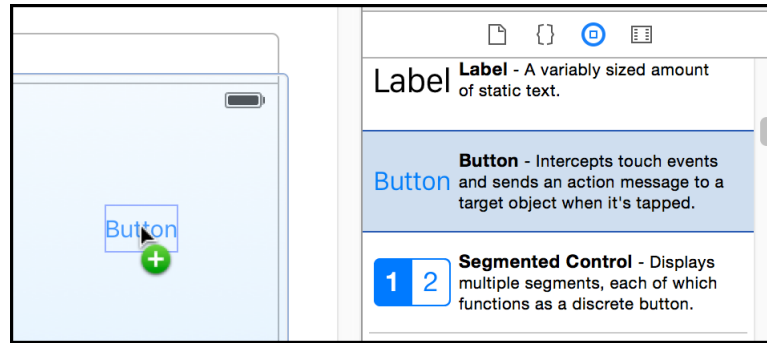 Label
Label - A variably sized amount
of static text.
Button
Button
Button - Intercepts touch events
and sends an action message to a
target object when it's tapped.
1 2
Segmented Control - Displays
multiple segments, each of which
functions as a discrete button.